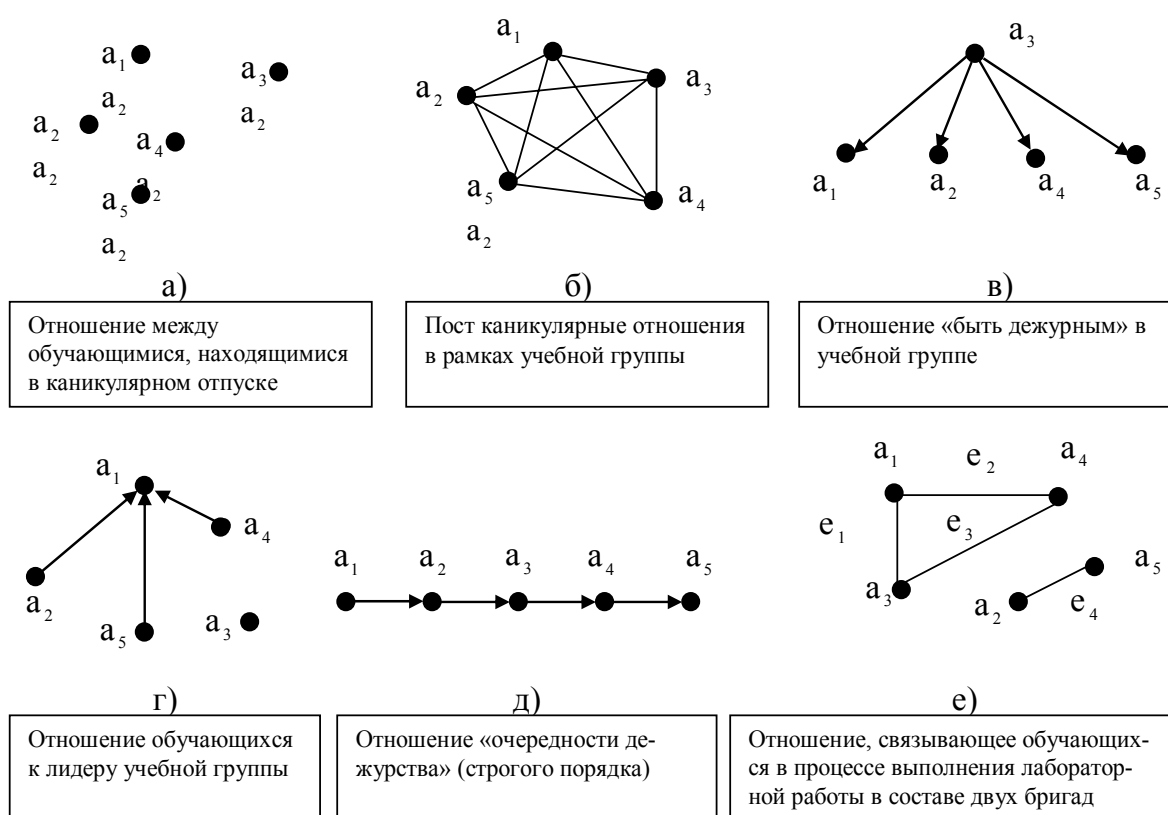 a₁
a₃
a₂
a₂
a₂
a₄
a₂
a₂
a₅
a₂
a₁
a₂
a₃
a₅
a₄
a₂
a₃
a₁
a₂
a₄
a₅
а)
б)
в)
Отношение между
обучающимися, находящимися
в каникулярном отпуске
Пост каникулярные отношения
в рамках учебной группы
Отношение «быть дежурным» в
учебной группе
a₁
a₄
a₂
a₅
a₃
a₁
a₂
a₃
a₄
a₅
a₁
e₂
a₄
e₁
e₃
a₃
a₂
a₅
e₄
г)
д)
е)
Отношение обучающихся
к лидеру учебной группы
Отношение «очередности де-
журства» (строгого порядка)
Отношение, связывающее обучающих-
ся в процессе выполнения лаборатор-
ной работы в составе двух бригад